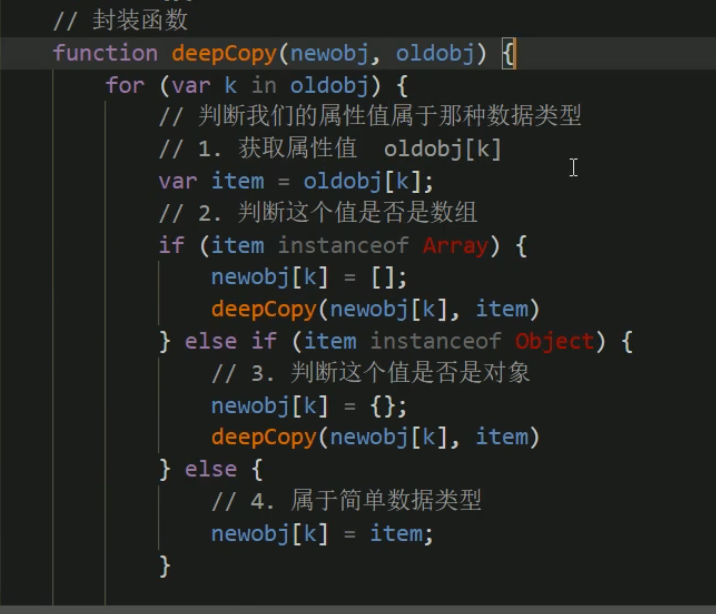 // 封装函数
function deepCopy(newobj, oldobj) {
for (var k in oldobj) {
// 判断我们的属性值属于那种数据类型
// 1. 获取属性值  oldobj[k]
var item = oldobj[k];
// 2. 判断这个值是否是数组
if (item instanceof Array) {
newobj[k] = [];
deepCopy(newobj[k], item)
} else if (item instanceof Object) {
// 3. 判断这个值是否是对象
newobj[k] = {};
deepCopy(newobj[k], item)
} else {
// 4. 属于简单数据类型
newobj[k] = item;
}